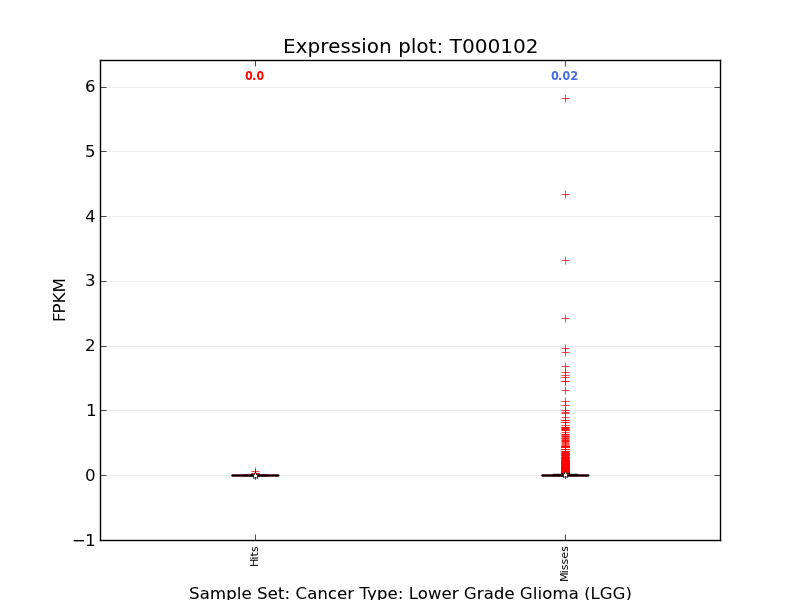 Expression plot: T000102
0.0
0.02
6
5
4
3
2
1
0
−1
FPKM
Hits
Misses
Sample Set: Cancer Type: Lower Grade Glioma (LGG)